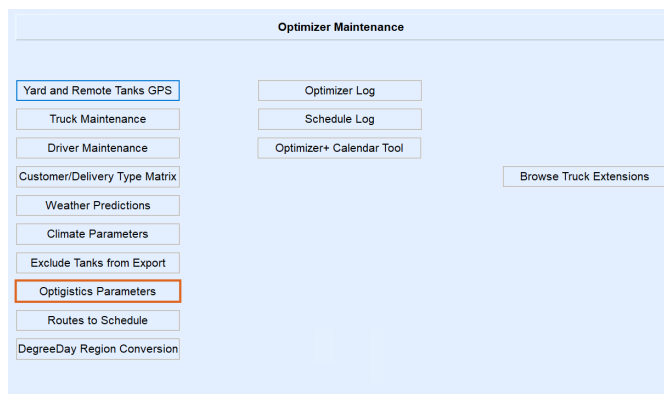 Optimizer Maintenance
Yard and Remote Tanks GPS
Optimizer Log
Truck Maintenance
Schedule Log
Driver Maintenance
Optimizer+ Calendar Tool
Customer/Delivery Type Matrix
Browse Truck Extensions
Weather Predictions
Climate Parameters
Exclude Tanks from Export
Optigistics Parameters
Routes to Schedule
DegreeDay Region Conversion